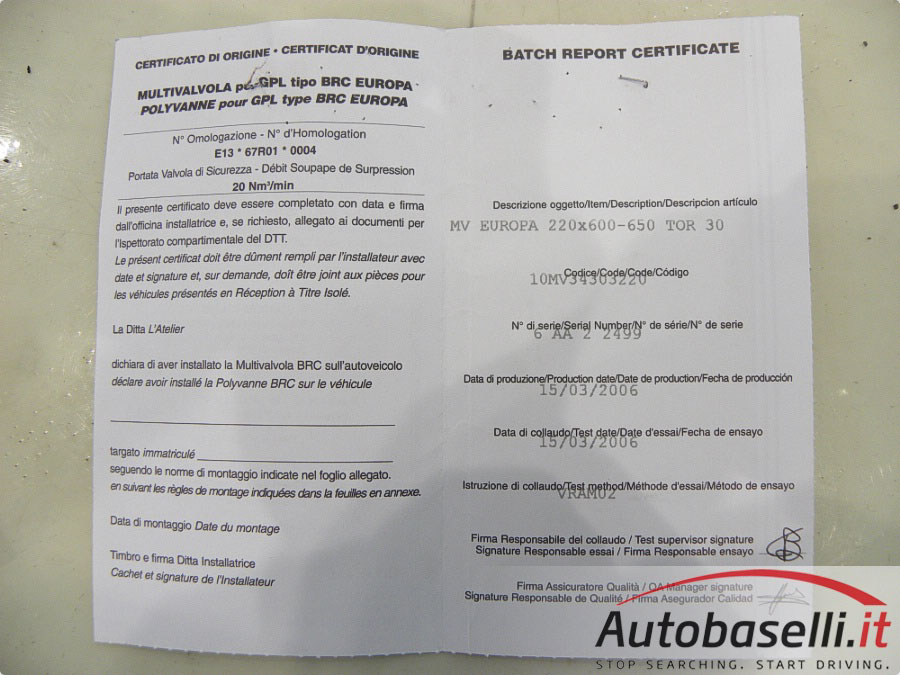 CERTIFICATO DI ORIGINE • CERTIFICAT D'ORIGINE
MULTIVALVOLA per GPL tipo BRC EUROPA
POLYVANNE pour GPL type BRC EUROPA
N° Omologazione - N° d'Homologation
E13 * 67R01 * 0004
Portata Valvola di Sicurezza - Débit Soupape de Surpression
20 Nm³/min
Il presente certificato deve essere completato con data e firma
dall'officina installatrice e, se richiesto, allegato ai documenti per
l'ispettorato compartimentale del DTT.
Le présent certificat doit être dûment rempli par l'installateur avec
date et signature et, sur demande, doît être joint aux pièces pour
les véhicules présentés en Réception à Titre Isolé.
La Ditta L'Atelier
dichiara di aver installato la Multivalvola BRC sull'autoveicolo
déclare avoir installé la Polyvanne BRC sur le véhicule
targato immatriculé
seguendo le norme di montaggio indicate nel foglio allegato.
en suivant les règles de montage indiquées dans la feuilles en annexe.
Data di montaggio Date du montage
Timbro e firma Ditta Installatrice
Cachet et signature de l'Installateur
BATCH REPORT CERTIFICATE
Descrizione oggetto/Item/Description/Descripcion artículo
MV EUROPA 220x600-650 TOR 30
Codice/Code/Code/Código
10MV34303220
N° di serie/Serial Number/N° de série/N° de serie
6 AA 2 2499
Data di produzione/Production date/Date de production/Fecha de producción
15/03/2006
Data di collaudo/Test date/Date d'essai/Fecha de ensayo
15/03/2006
Istruzione di collaudo/Test method/Méthode d'essai/Método de ensayo
VRAM02
Firma Responsabile del collaudo / Test supervisor signature
Signature Responsable essai / Firma Responsable ensayo
Firma Assicuratore Qualità / QA Manager signature
Signature Responsable de Qualité / Firma Asegurador Calidad
Autobaselli.it
STOP SEARCHING. START DRIVING.